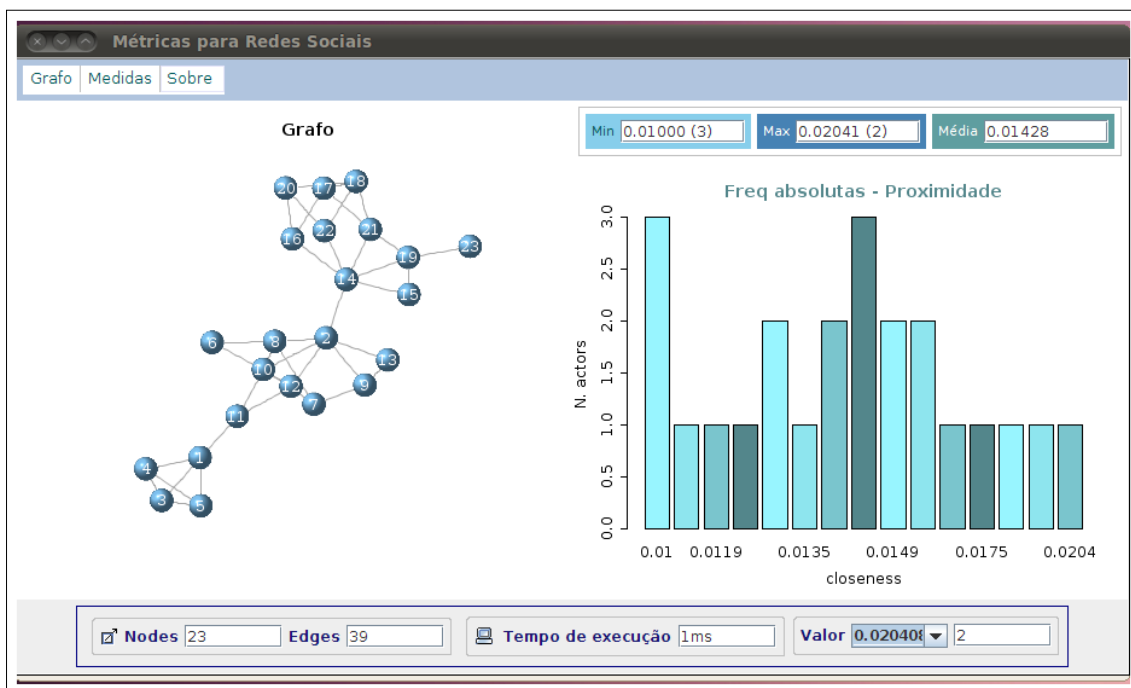 Métricas para Redes Sociais
Grafo Medidas Sobre
Grafo
Min 0.01000 (3) Max 0.02041 (2) Média 0.01428
Freq absolutas - Proximidade
N. actors
3.0
2.5
2.0
1.5
1.0
0.5
0.0
0.01 0.0119 0.0135 0.0149 0.0175 0.0204
closeness
20 17 18
16 22 21
19 23
14
15
6 8 2
13
10
12 9
7
11
1
4
3 5
Nodes 23 Edges 39 Tempo de execução 1ms Valor 0.020408 2